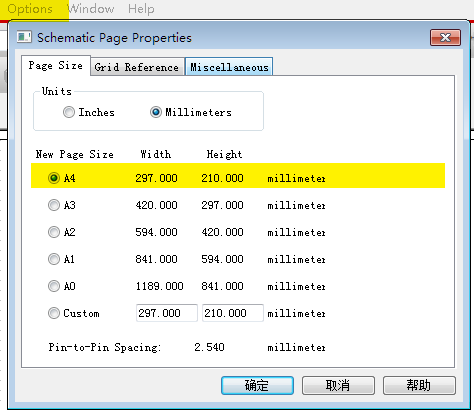 Options Window Help
Schematic Page Properties
Page Size Grid Reference Miscellaneous
Units
Inches Millimeters
New Page Size Width Height
A4 297.000 210.000 millimeter
A3 420.000 297.000 millimeter
A2 594.000 420.000 millimeter
A1 841.000 594.000 millimeter
A0 1189.000 841.000 millimeter
Custom 297.000 210.000 millimeter
Pin-to-Pin Spacing: 2.540 millimeter
确定 取消 帮助